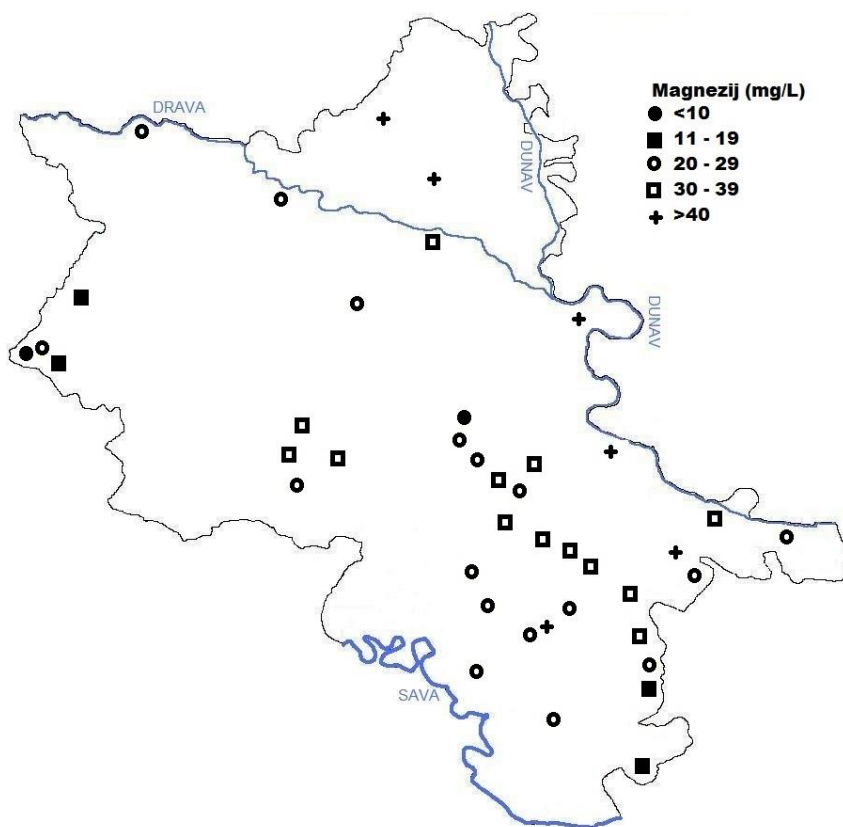 DRAVA
DUNAV
Magnezij (mg/L)
<10
11 - 19
20 - 29
30 - 39
>40
DUNAV
SAVA